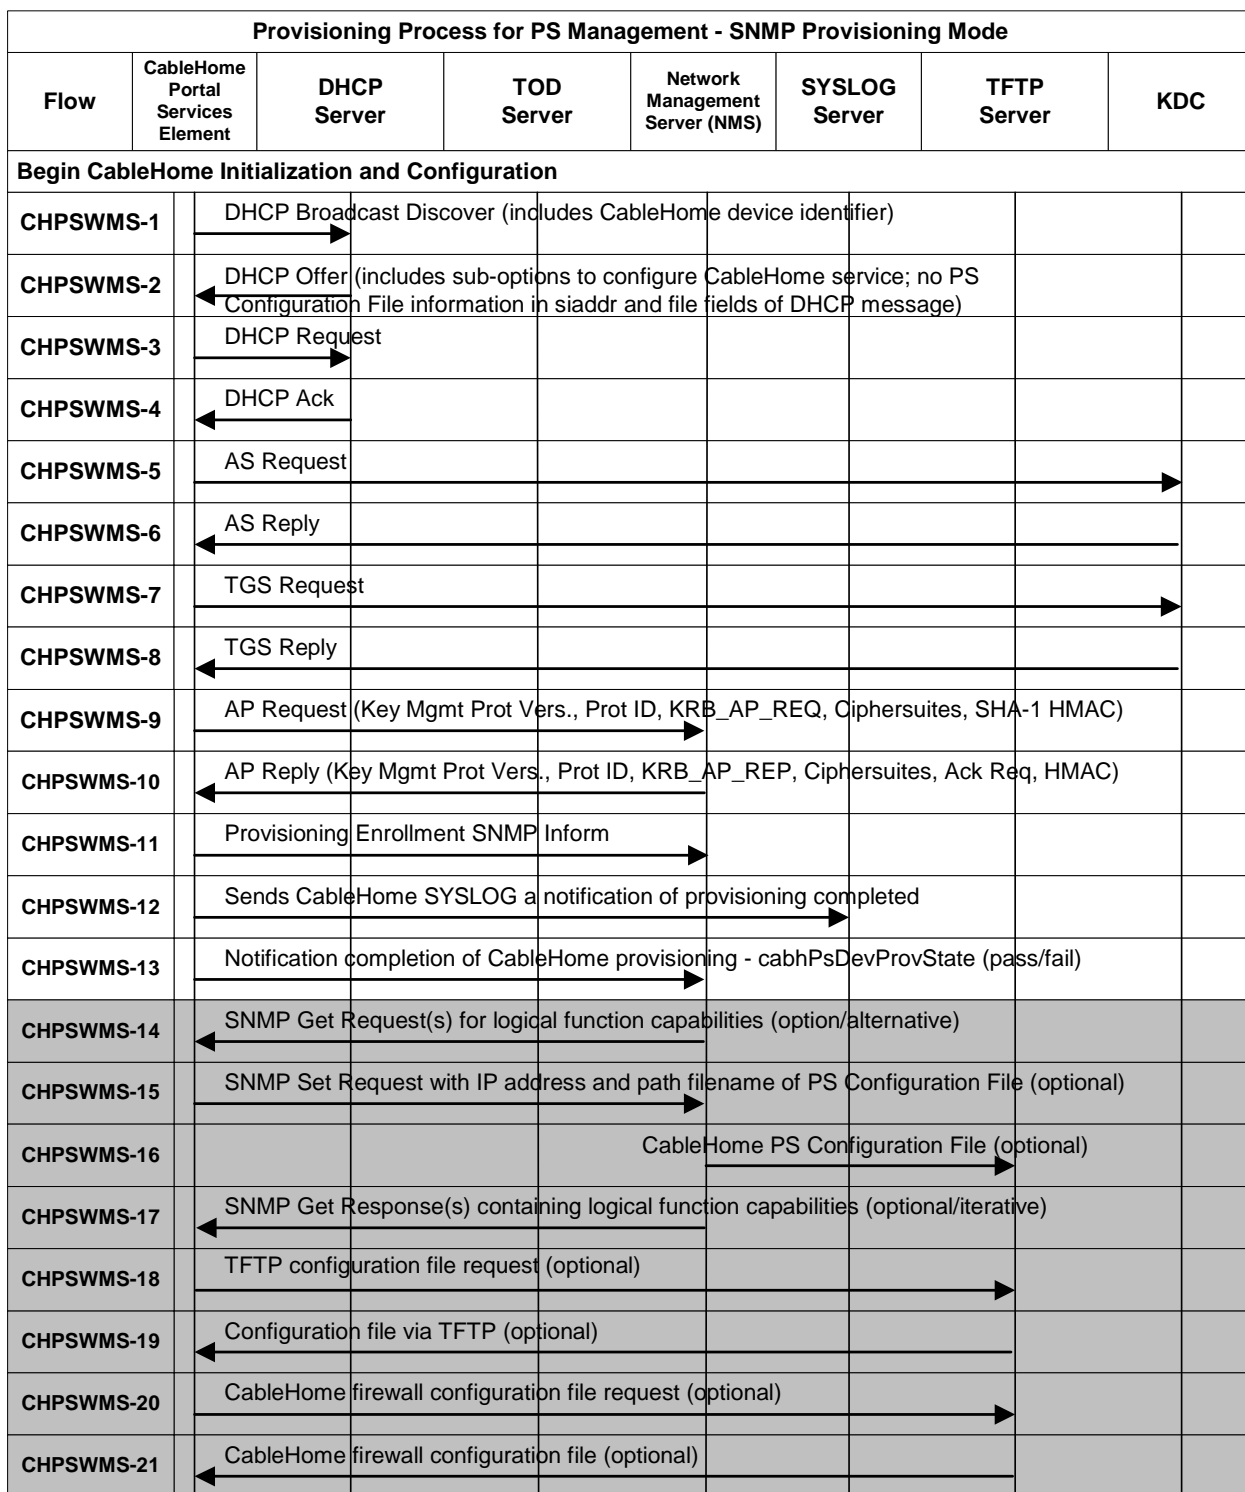 Provisioning Process for PS Management - SNMP Provisioning Mode
Flow
CableHome
Portal
Services
Element
DHCP
Server
TOD
Server
Network
Management
Server (NMS)
SYSLOG
Server
TFTP
Server
KDC
Begin CableHome Initialization and Configuration
CHPSWMS-1
DHCP Broadcast Discover (includes CableHome device identifier)
CHPSWMS-2
DHCP Offer (includes sub-options to configure CableHome service; no PS
Configuration File information in siaddr and file fields of DHCP message)
CHPSWMS-3
DHCP Request
CHPSWMS-4
DHCP Ack
CHPSWMS-5
AS Request
CHPSWMS-6
AS Reply
CHPSWMS-7
TGS Request
CHPSWMS-8
TGS Reply
CHPSWMS-9
AP Request (Key Mgmt Prot Vers., Prot ID, KRB_AP_REQ, Ciphersuites, SHA-1 HMAC)
CHPSWMS-10
AP Reply (Key Mgmt Prot Vers., Prot ID, KRB_AP_REP, Ciphersuites, Ack Req, HMAC)
CHPSWMS-11
Provisioning Enrollment SNMP Inform
CHPSWMS-12
Sends CableHome SYSLOG a notification of provisioning completed
CHPSWMS-13
Notification completion of CableHome provisioning - cabhPsDevProvState (pass/fail)
CHPSWMS-14
SNMP Get Request(s) for logical function capabilities (option/alternative)
CHPSWMS-15
SNMP Set Request with IP address and path filename of PS Configuration File (optional)
CHPSWMS-16
CableHome PS Configuration File (optional)
CHPSWMS-17
SNMP Get Response(s) containing logical function capabilities (optional/iterative)
CHPSWMS-18
TFTP configuration file request (optional)
CHPSWMS-19
Configuration file via TFTP (optional)
CHPSWMS-20
CableHome firewall configuration file request (optional)
CHPSWMS-21
CableHome firewall configuration file (optional)